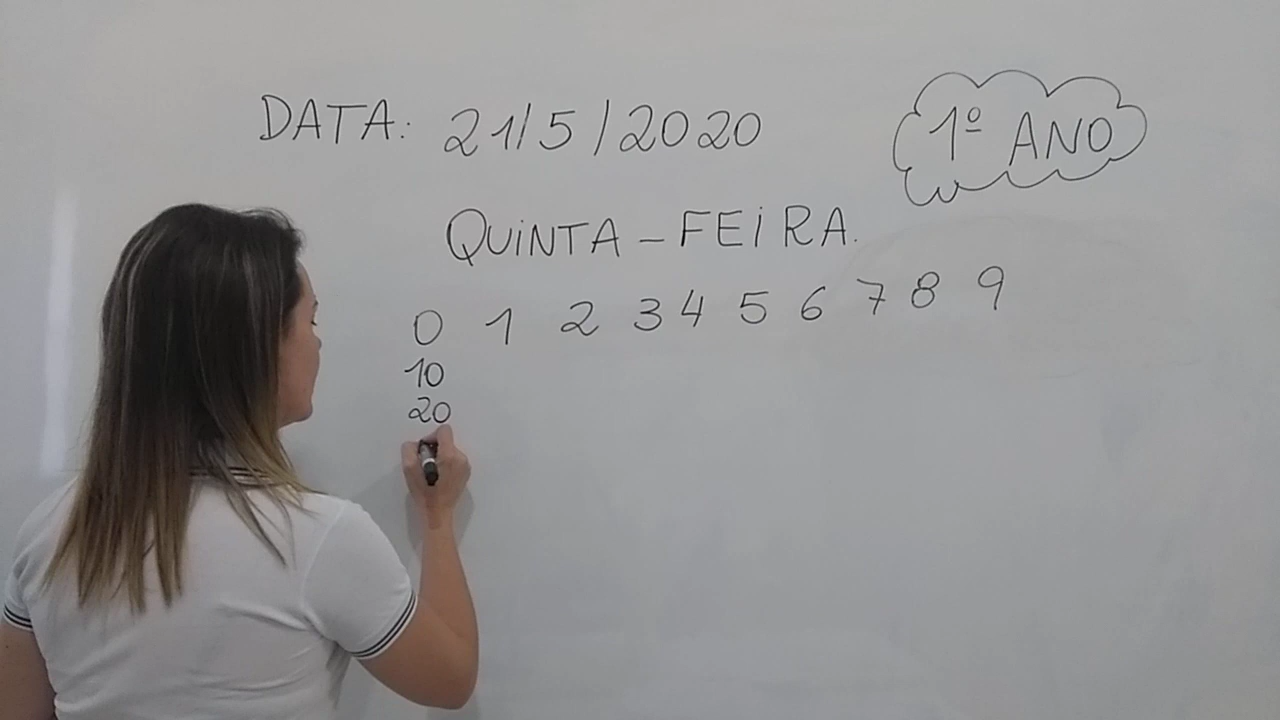 DATA: 21/5/2020
1º ANO
QUINTA-FEIRA.
0 1 2 3 4 5 6 7 8 9
10
20